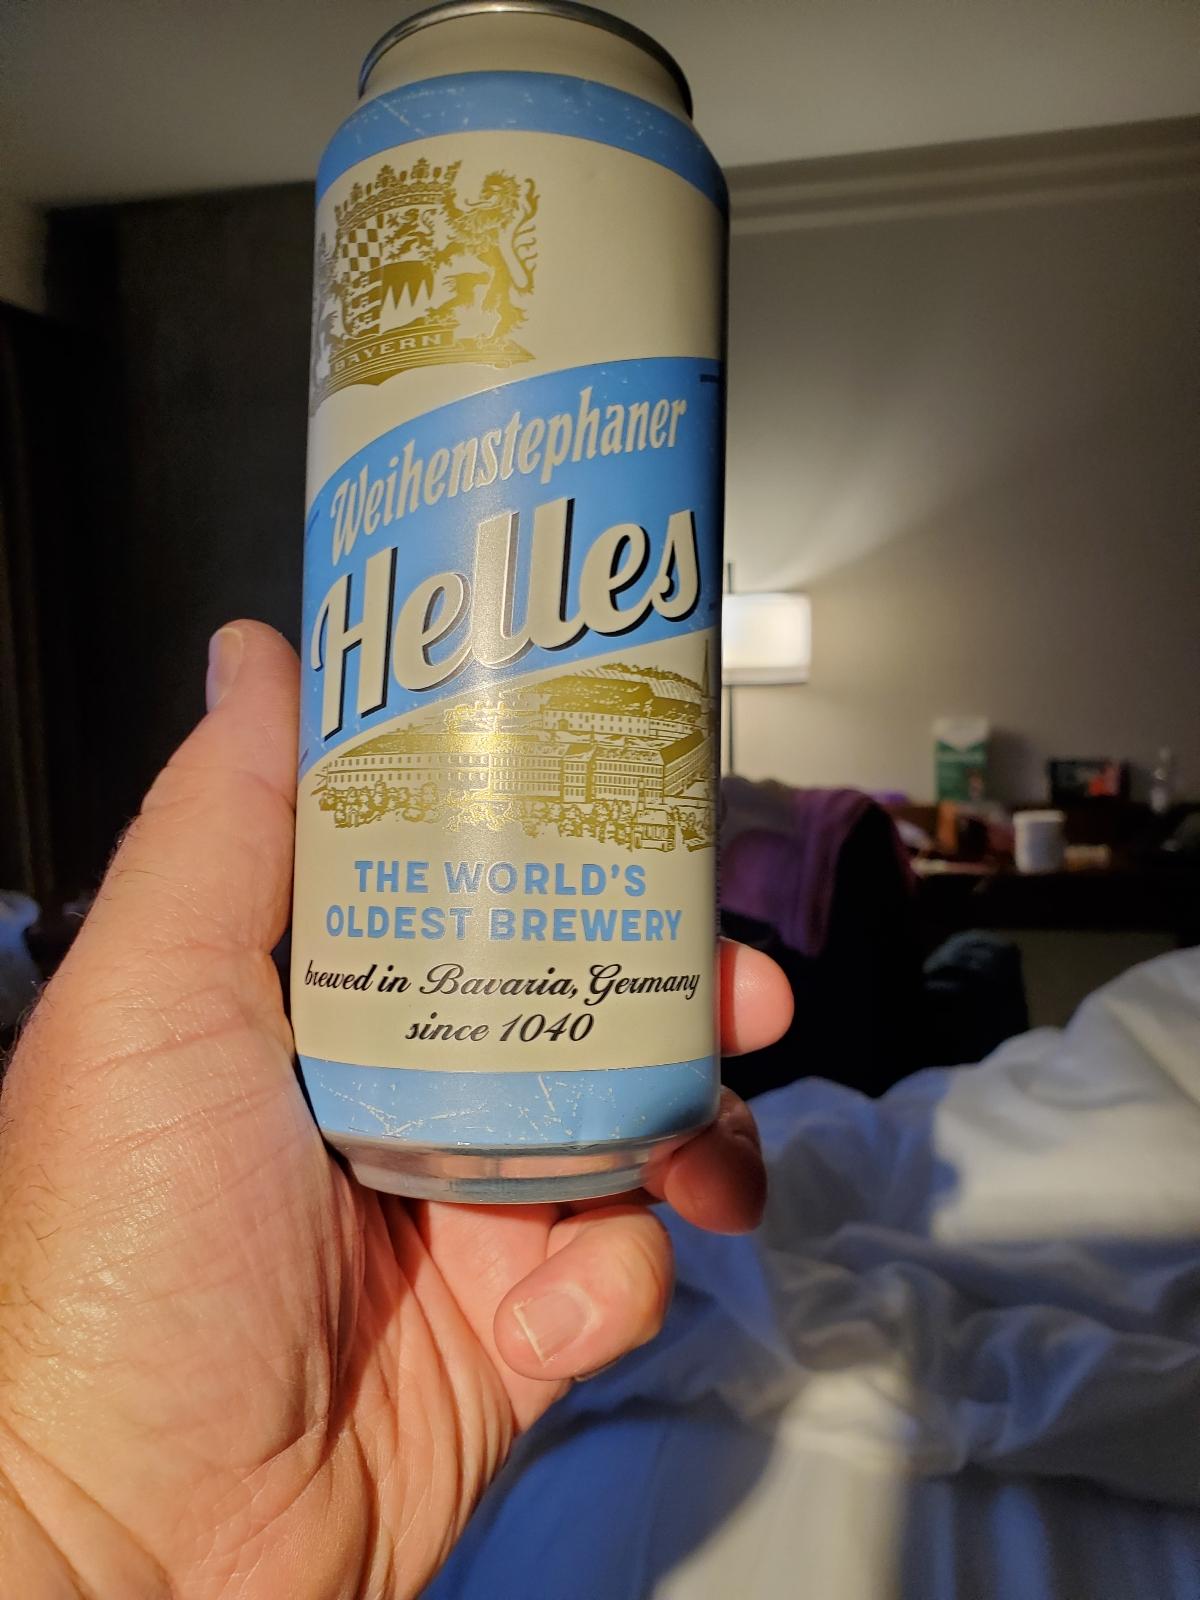 BAYERN
Weihenstephaner
Helles
THE WORLD'S
OLDEST BREWERY
brewed in Bavaria, Germany
since 1040